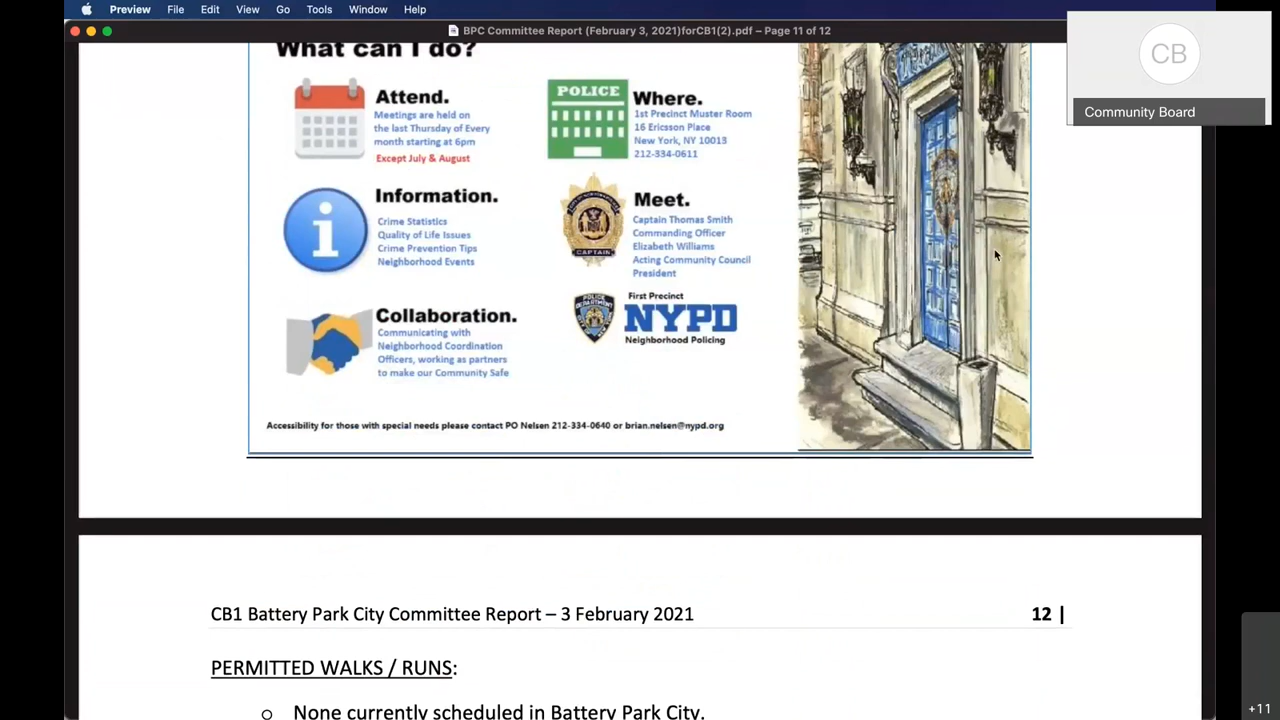 Preview File Edit View Go Tools Window Help
BPC Committee Report (February 3, 2021)forCB1(2).pdf – Page 11 of 12
CB
Community Board
What can I do?
Attend.
Meetings are held on
the last Thursday of Every
month starting at 6pm
Except July & August
POLICE
Where.
1st Precinct Muster Room
16 Ericsson Place
New York, NY 10013
212-334-0611
Information.
Crime Statistics
Quality of Life Issues
Crime Prevention Tips
Neighborhood Events
CAPTAIN
Meet.
Captain Thomas Smith
Commanding Officer
Elizabeth Williams
Acting Community Council
President
Collaboration.
Communicating with
Neighborhood Coordination
Officers, working as partners
to make our Community Safe
POLICE
DEPARTMENT
First Precinct
NYPD
Neighborhood Policing
Accessibility for those with special needs please contact PO Nelsen 212-334-0640 or brian.nelsen@nypd.org
CB1 Battery Park City Committee Report – 3 February 2021 12 |
PERMITTED WALKS / RUNS:
o None currently scheduled in Battery Park City.
+11